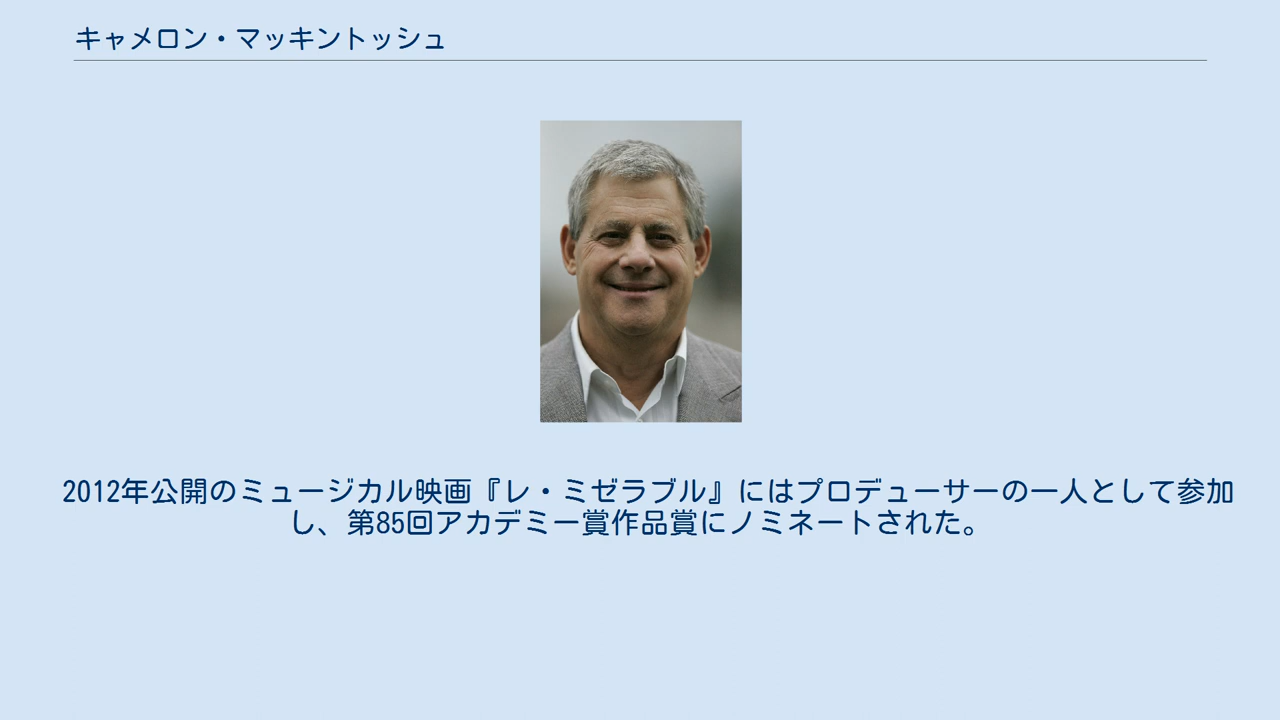 キャメロン・マッキントッシュ
2012年公開のミュージカル映画『レ・ミゼラブル』にはプロデューサーの一人として参加
し、第85回アカデミー賞作品賞にノミネートされた。